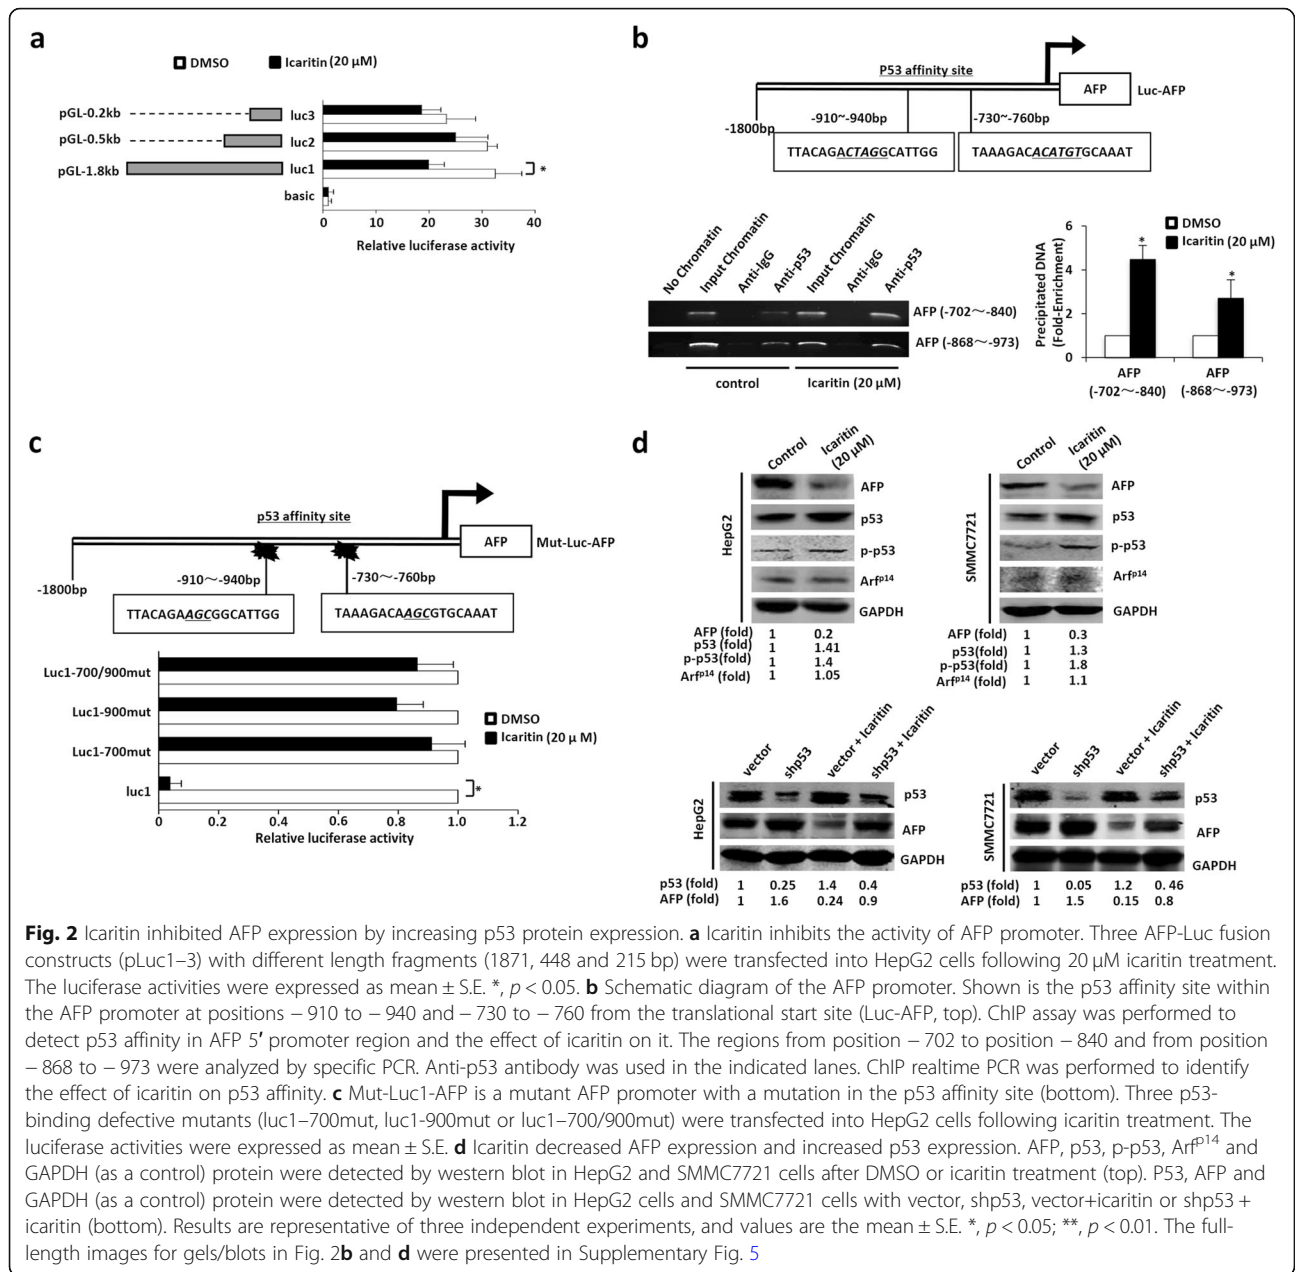 a
DMSO
Icaritin (20 μM)
pGL-0.2kb
luc3
pGL-0.5kb
luc2
pGL-1.8kb
luc1
*
basic
0 10 20 30 40
Relative luciferase activity
b
P53 affinity site
AFP
Luc-AFP
-1800bp
-910~-940bp
-730~-760bp
TTACAGACTAGGCATTGG
TAAAGACACATGTGCAAAT
No Chromatin
Input Chromatin
Anti-IgG
Anti-p53
Input Chromatin
Anti-IgG
Anti-p53
AFP (-702~-840)
AFP (-868~-973)
control
Icaritin (20 μM)
DMSO
Icaritin (20 μM)
Precipitated DNA
(Fold-Enrichment)
6
4
2
0
*
*
AFP
(-702~-840)
AFP
(-868~-973)
c
p53 affinity site
AFP
Mut-Luc-AFP
-1800bp
-910~-940bp
-730~-760bp
TTACAGAAGCGGCATTGG
TAAAGACAAGCGTGCAAAT
Luc1-700/900mut
Luc1-900mut
Luc1-700mut
luc1
*
DMSO
Icaritin (20 μ M)
0 0.2 0.4 0.6 0.8 1.0 1.2
Relative luciferase activity
d
Control
Icaritin
(20 μM)
HepG2
AFP
p53
p-p53
Arfp14
GAPDH
AFP (fold) 1 0.2
p53 (fold) 1 1.41
p-p53(fold) 1 1.4
Arfp14 (fold) 1 1.05
Control
Icaritin
(20 μM)
SMMC7721
AFP
p53
p-p53
Arfp14
GAPDH
AFP (fold) 1 0.3
p53(fold) 1 1.3
p-p53(fold) 1 1.8
Arfp14 (fold) 1 1.1
vector
shp53
vector + Icaritin
shp53 + Icaritin
HepG2
p53
AFP
GAPDH
p53 (fold) 1 0.25 1.4 0.4
AFP (fold) 1 1.6 0.24 0.9
vector
shp53
vector + Icaritin
shp53 + Icaritin
SMMC7721
p53
AFP
GAPDH
p53 (fold) 1 0.05 1.2 0. 46
AFP (fold) 1 1.5 0.15 0.8
Fig. 2 Icaritin inhibited AFP expression by increasing p53 protein expression. a Icaritin inhibits the activity of AFP promoter. Three AFP-Luc fusion
constructs (pLuc1–3) with different length fragments (1871, 448 and 215 bp) were transfected into HepG2 cells following 20 μM icaritin treatment.
The luciferase activities were expressed as mean ± S.E. *, p < 0.05. b Schematic diagram of the AFP promoter. Shown is the p53 affinity site within
the AFP promoter at positions − 910 to − 940 and − 730 to − 760 from the translational start site (Luc-AFP, top). ChIP assay was performed to
detect p53 affinity in AFP 5′ promoter region and the effect of icaritin on it. The regions from position − 702 to position − 840 and from position
− 868 to − 973 were analyzed by specific PCR. Anti-p53 antibody was used in the indicated lanes. ChIP realtime PCR was performed to identify
the effect of icaritin on p53 affinity. c Mut-Luc1-AFP is a mutant AFP promoter with a mutation in the p53 affinity site (bottom). Three p53-
binding defective mutants (luc1–700mut, luc1-900mut or luc1–700/900mut) were transfected into HepG2 cells following icaritin treatment. The
luciferase activities were expressed as mean ± S.E. d Icaritin decreased AFP expression and increased p53 expression. AFP, p53, p-p53, Arfp14 and
GAPDH (as a control) protein were detected by western blot in HepG2 and SMMC7721 cells after DMSO or icaritin treatment (top). P53, AFP and
GAPDH (as a control) protein were detected by western blot in HepG2 cells and SMMC7721 cells with vector, shp53, vector+icaritin or shp53 +
icaritin (bottom). Results are representative of three independent experiments, and values are the mean ± S.E. *, p < 0.05; **, p < 0.01. The full-
length images for gels/blots in Fig. 2b and d were presented in Supplementary Fig. 5